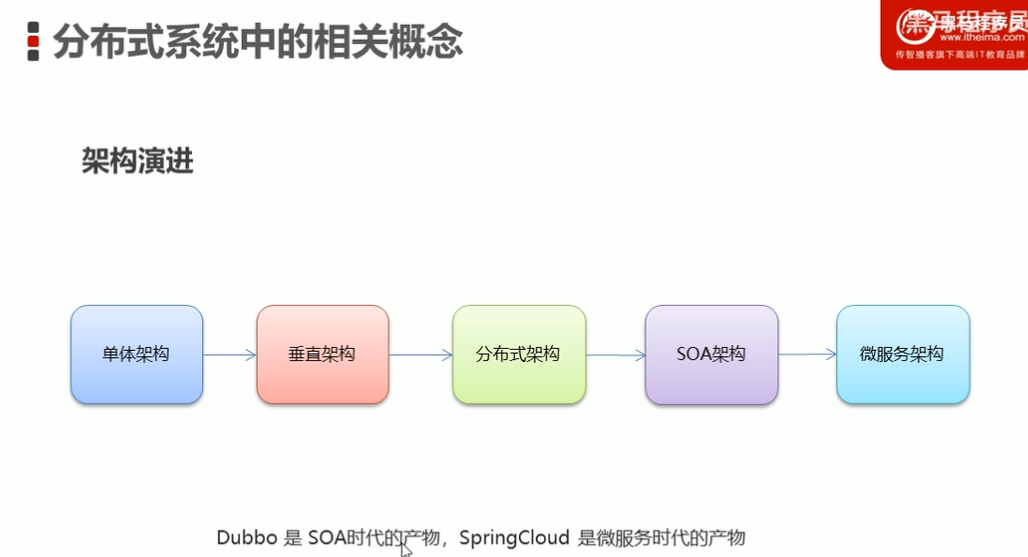 分布式系统中的相关概念
黑马程序员
www.itheima.com
传智播客旗下高端IT教育品牌
架构演进
单体架构
垂直架构
分布式架构
SOA架构
微服务架构
Dubbo 是 SOA时代的产物，SpringCloud 是微服务时代的产物